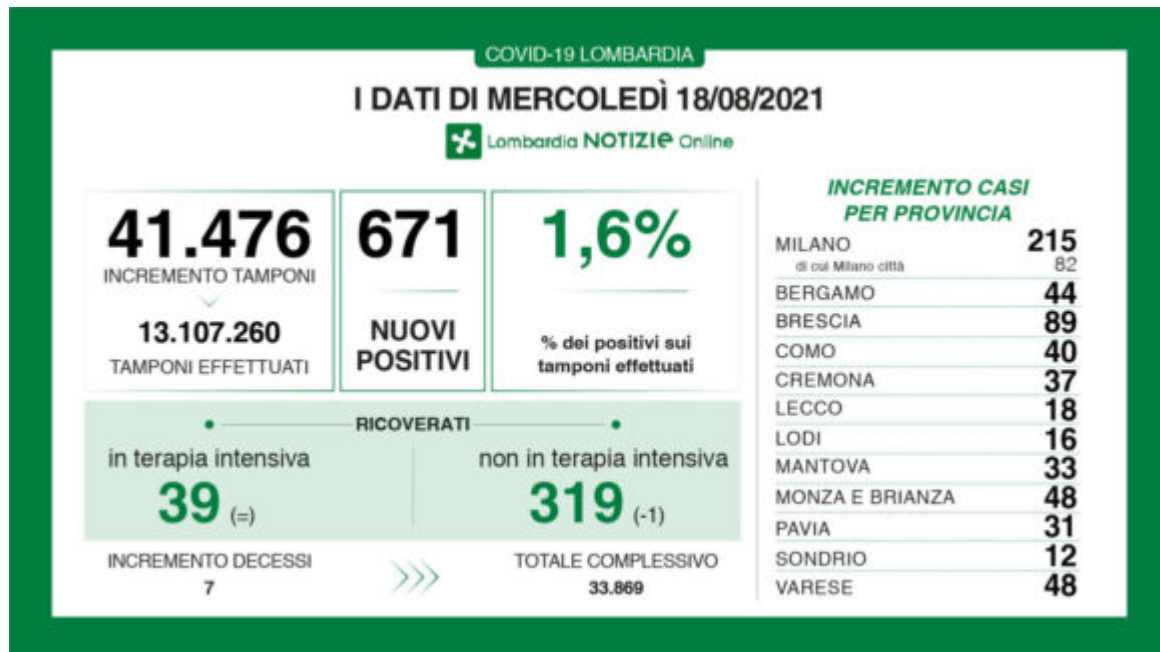 COVID-19 LOMBARDIA
I DATI DI MERCOLEDÌ 18/08/2021
Lombardia NOTIZIE Online
41.476
INCREMENTO TAMPONI
13.107.260
TAMPONI EFFETTUATI
671
NUOVI
POSITIVI
1,6%
% dei positivi sui
tamponi effettuati
RICOVERATI
in terapia intensiva
39 (=)
non in terapia intensiva
319 (-1)
INCREMENTO DECESSI
7
TOTALE COMPLESSIVO
33.869
INCREMENTO CASI
PER PROVINCIA
MILANO 215
di cui Milano città 82
BERGAMO 44
BRESCIA 89
COMO 40
CREMONA 37
LECCO 18
LODI 16
MANTOVA 33
MONZA E BRIANZA 48
PAVIA 31
SONDRIO 12
VARESE 48